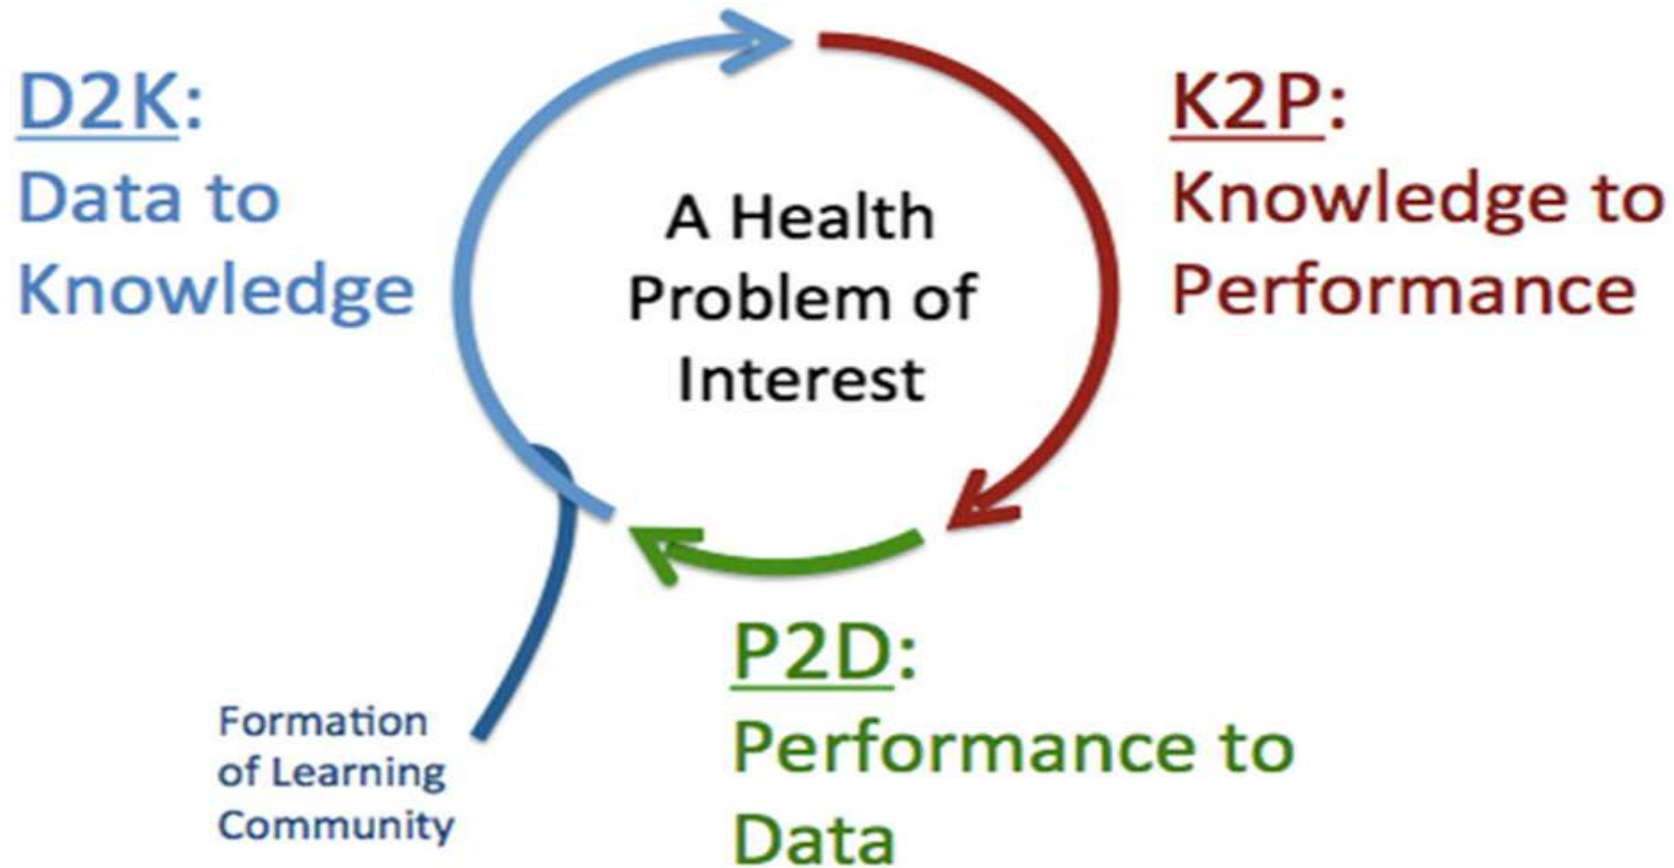 D2K:
Data to
Knowledge
A Health
Problem of
Interest
K2P:
Knowledge to
Performance
P2D:
Performance to
Data
Formation
of Learning
Community